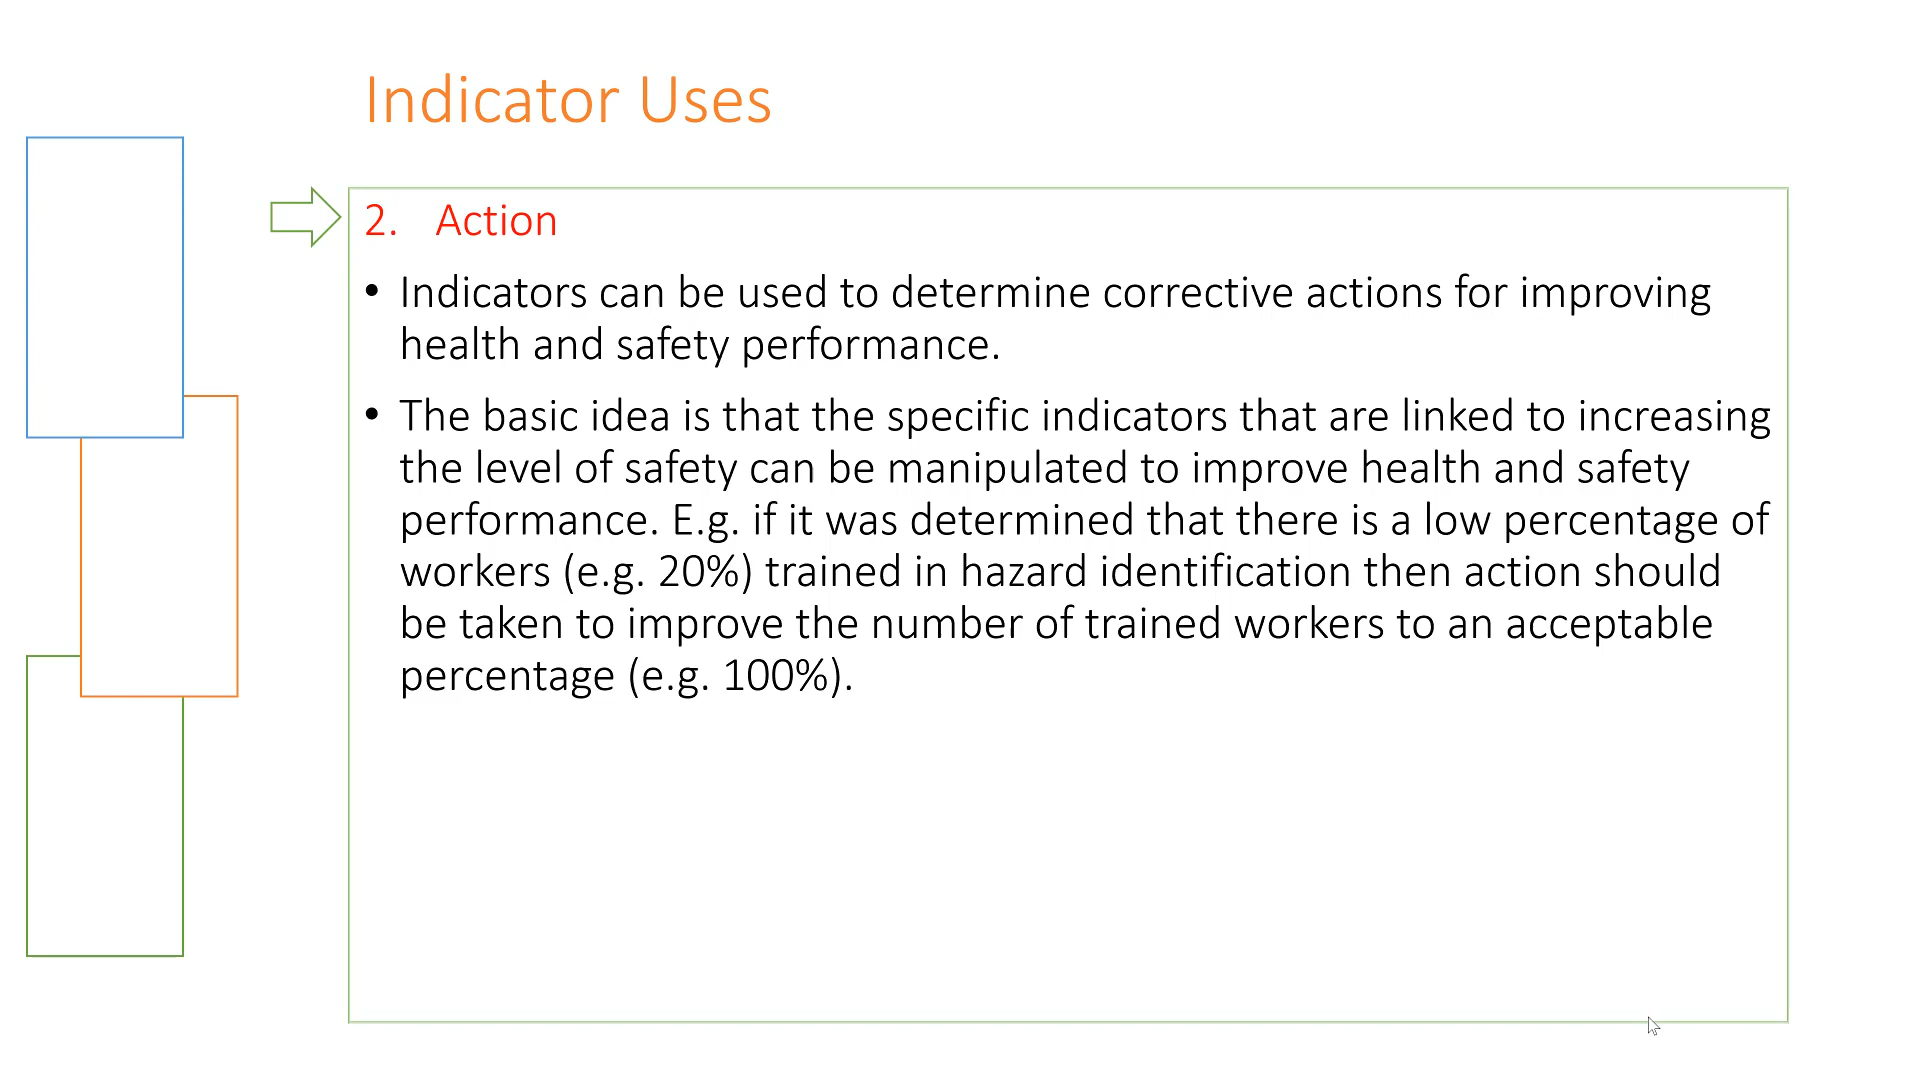 Indicator Uses
2. Action
• Indicators can be used to determine corrective actions for improving
health and safety performance.
• The basic idea is that the specific indicators that are linked to increasing
the level of safety can be manipulated to improve health and safety
performance. E.g. if it was determined that there is a low percentage of
workers (e.g. 20%) trained in hazard identification then action should
be taken to improve the number of trained workers to an acceptable
percentage (e.g. 100%).